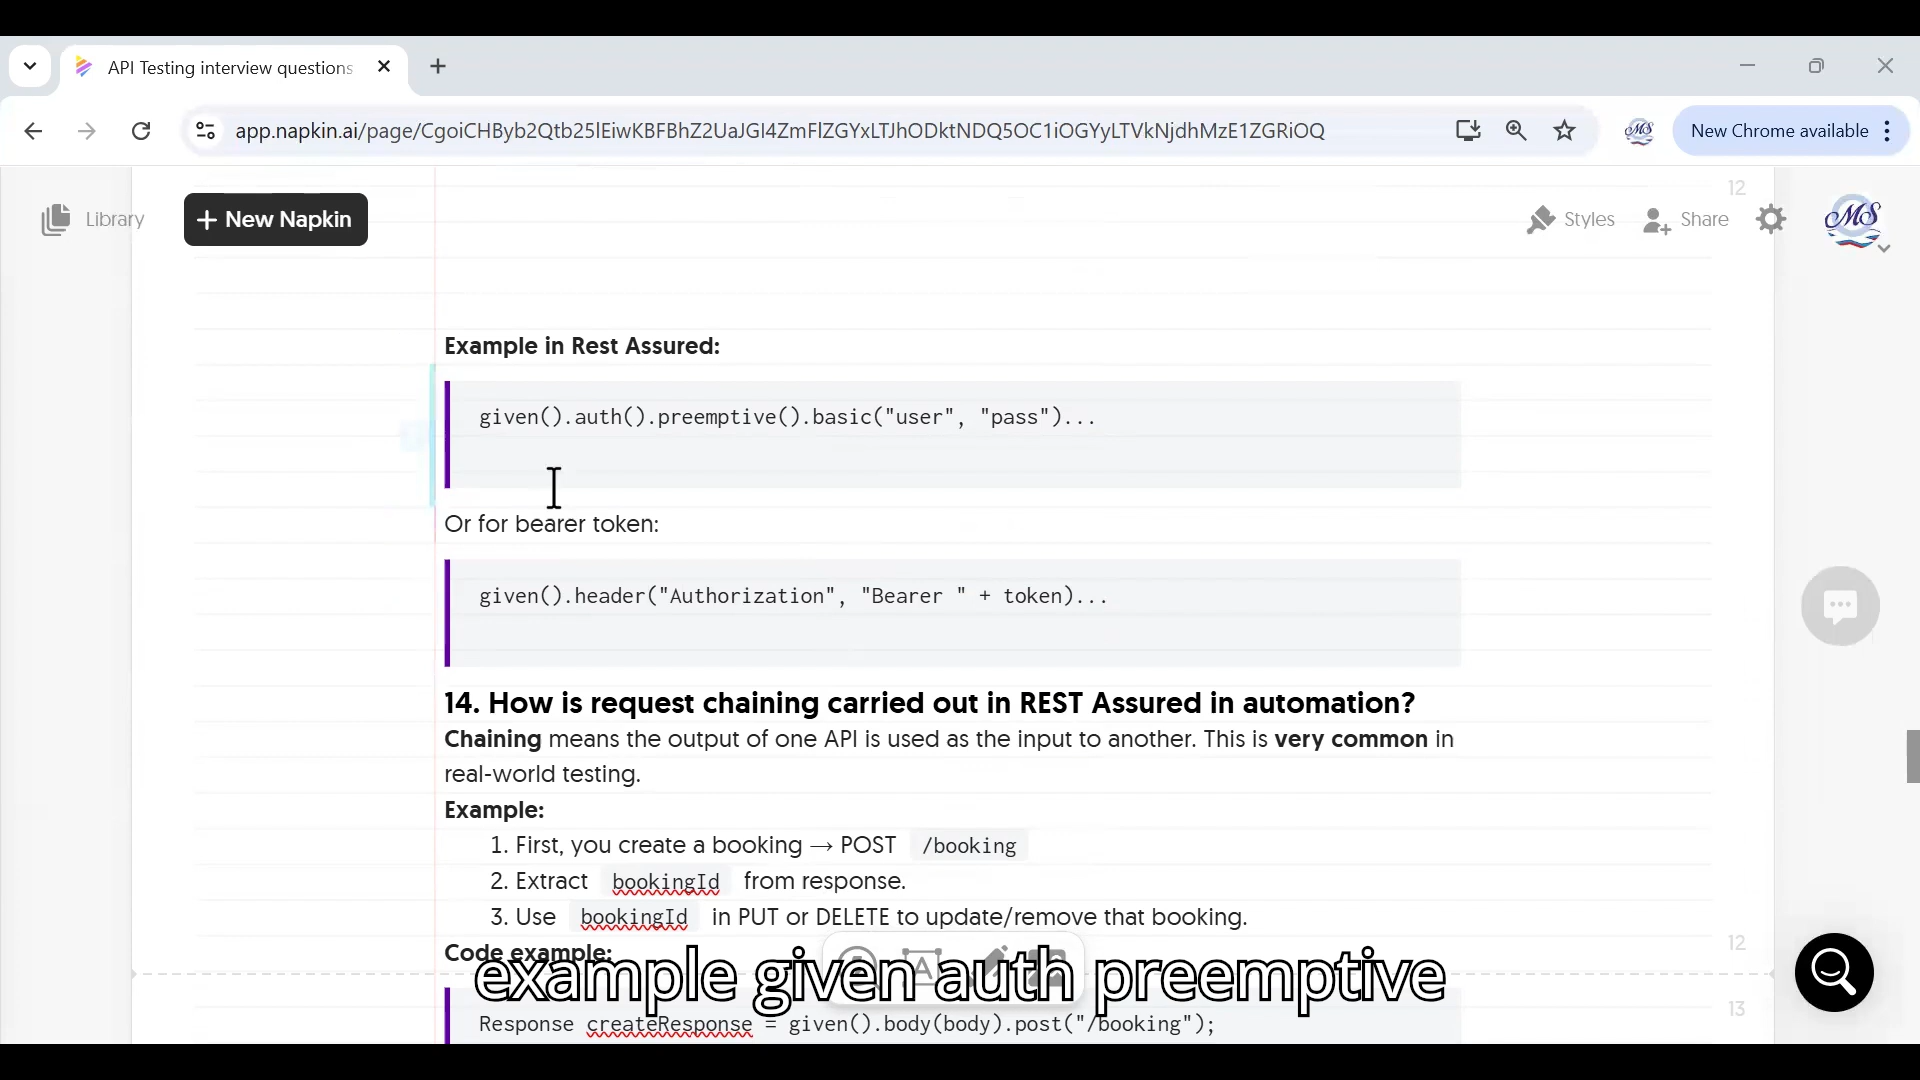 API Testing interview questions
app.napkin.ai/page/CgoiCHByb2Qtb25lEiwKBFBhZ2UaJGI4ZmFlZGYxLTJhODktNDQ5OC1iOGYyLTVkNjdhMzE1ZGRiOQ
New Chrome available
12
Library
+ New Napkin
Styles
Share
MS
Example in Rest Assured:
given().auth().preemptive().basic("user", "pass")...
Or for bearer token:
given().header("Authorization", "Bearer " + token)...
14. How is request chaining carried out in REST Assured in automation?
Chaining means the output of one API is used as the input to another. This is very common in
real-world testing.
Example:
1. First, you create a booking → POST /booking
2. Extract bookingId from response.
3. Use bookingId in PUT or DELETE to update/remove that booking.
Code example:
12
example given auth preemptive
13
Response createResponse = given().body(body).post("/booking");